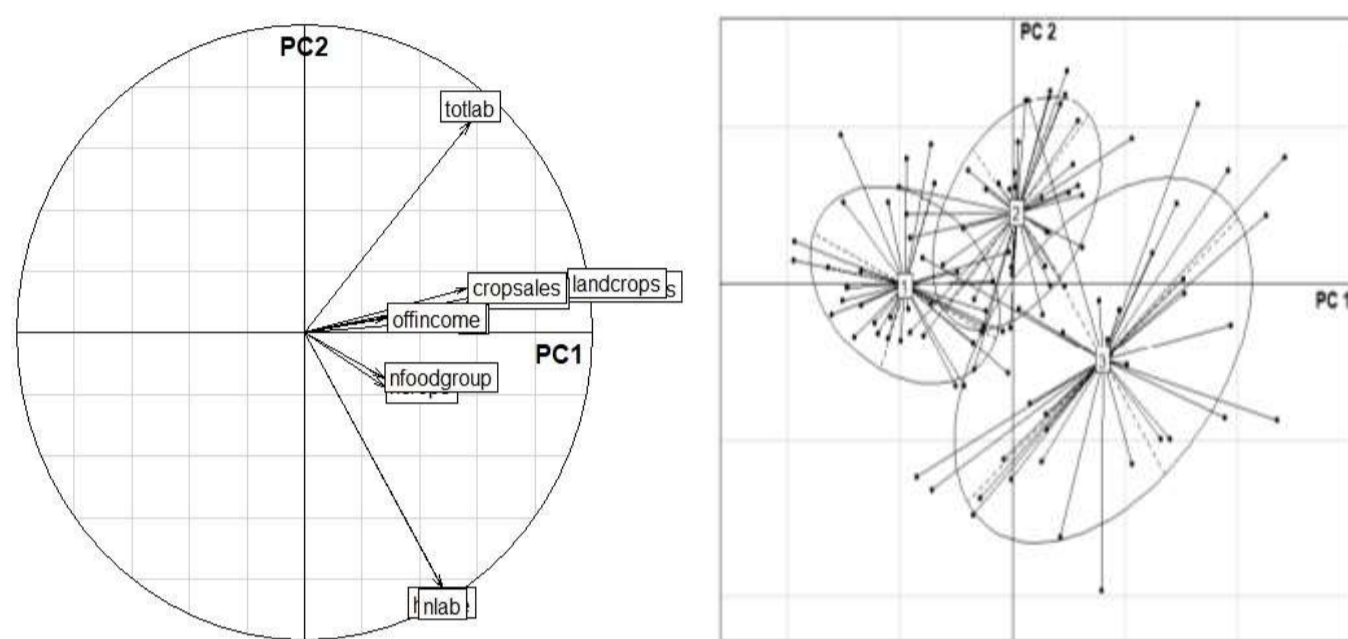 PC2
totlab
cropsales
landcrops
offincome
PC1
nfoodgroup
nlab
PC 2
2
1
PC 1
3